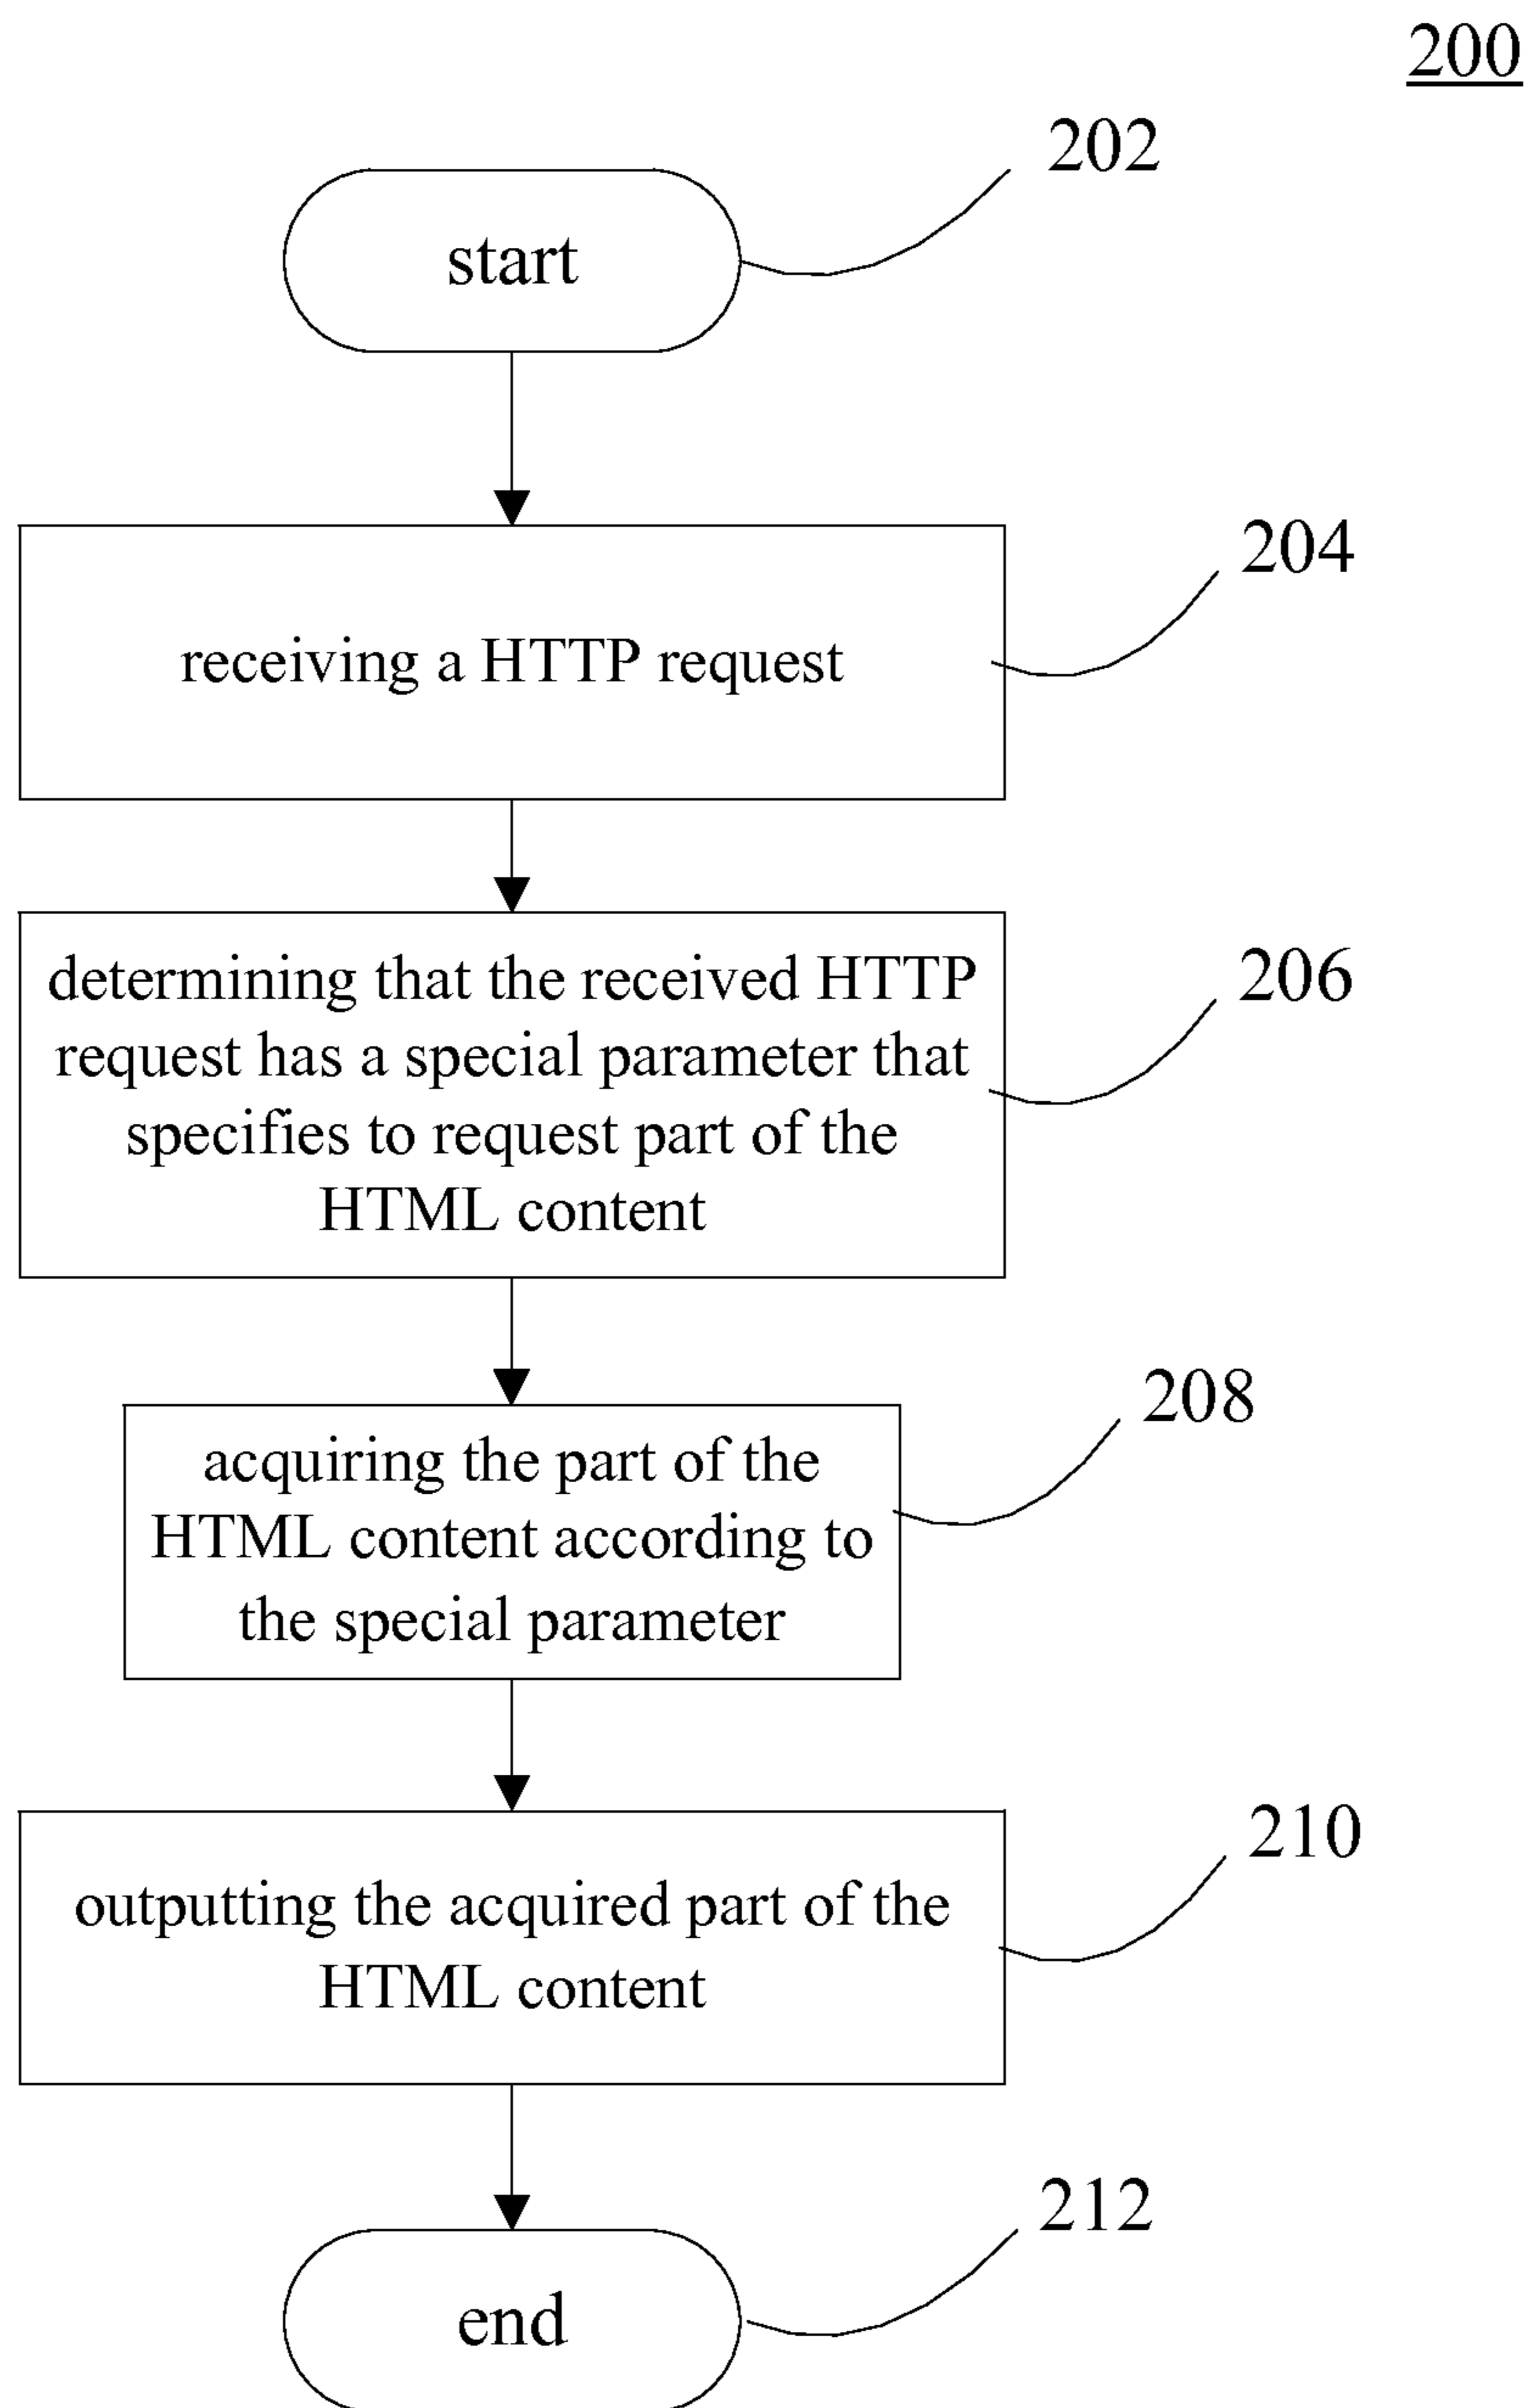 200
202
start
204
receiving a HTTP request
206
determining that the received HTTP
request has a special parameter that
specifies to request part of the
HTML content
208
acquiring the part of the
HTML content according to
the special parameter
210
outputting the acquired part of the
HTML content
212
end